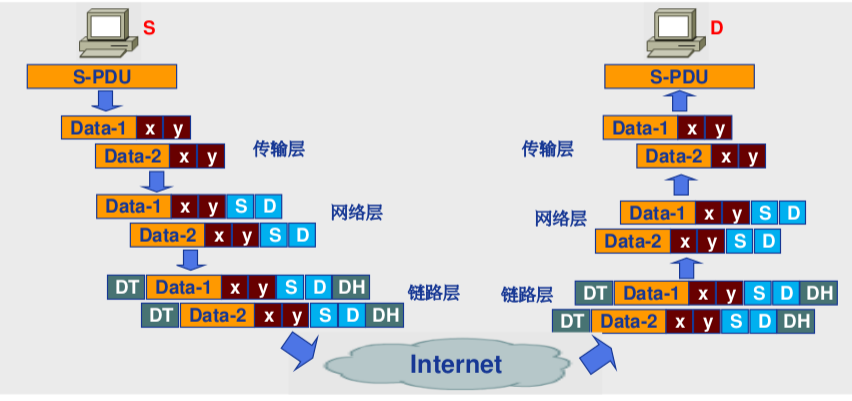 S
D
S-PDU
S-PDU
Data-1 x y
Data-2 x y
传输层
传输层
Data-1 x y
Data-2 x y
Data-1 x y S D
Data-2 x y S D
网络层
网络层
Data-1 x y S D
Data-2 x y S D
DT Data-1 x y S D DH
DT Data-2 x y S D DH
链路层
链路层
DT Data-1 x y S D DH
DT Data-2 x y S D DH
Internet